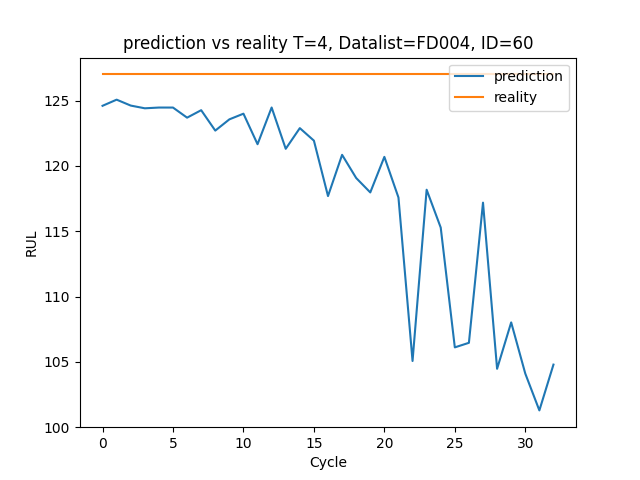 prediction vs reality T=4, Datalist=FD004, ID=60
prediction
reality
125
120
115
110
105
100
RUL
0 5 10 15 20 25 30
Cycle